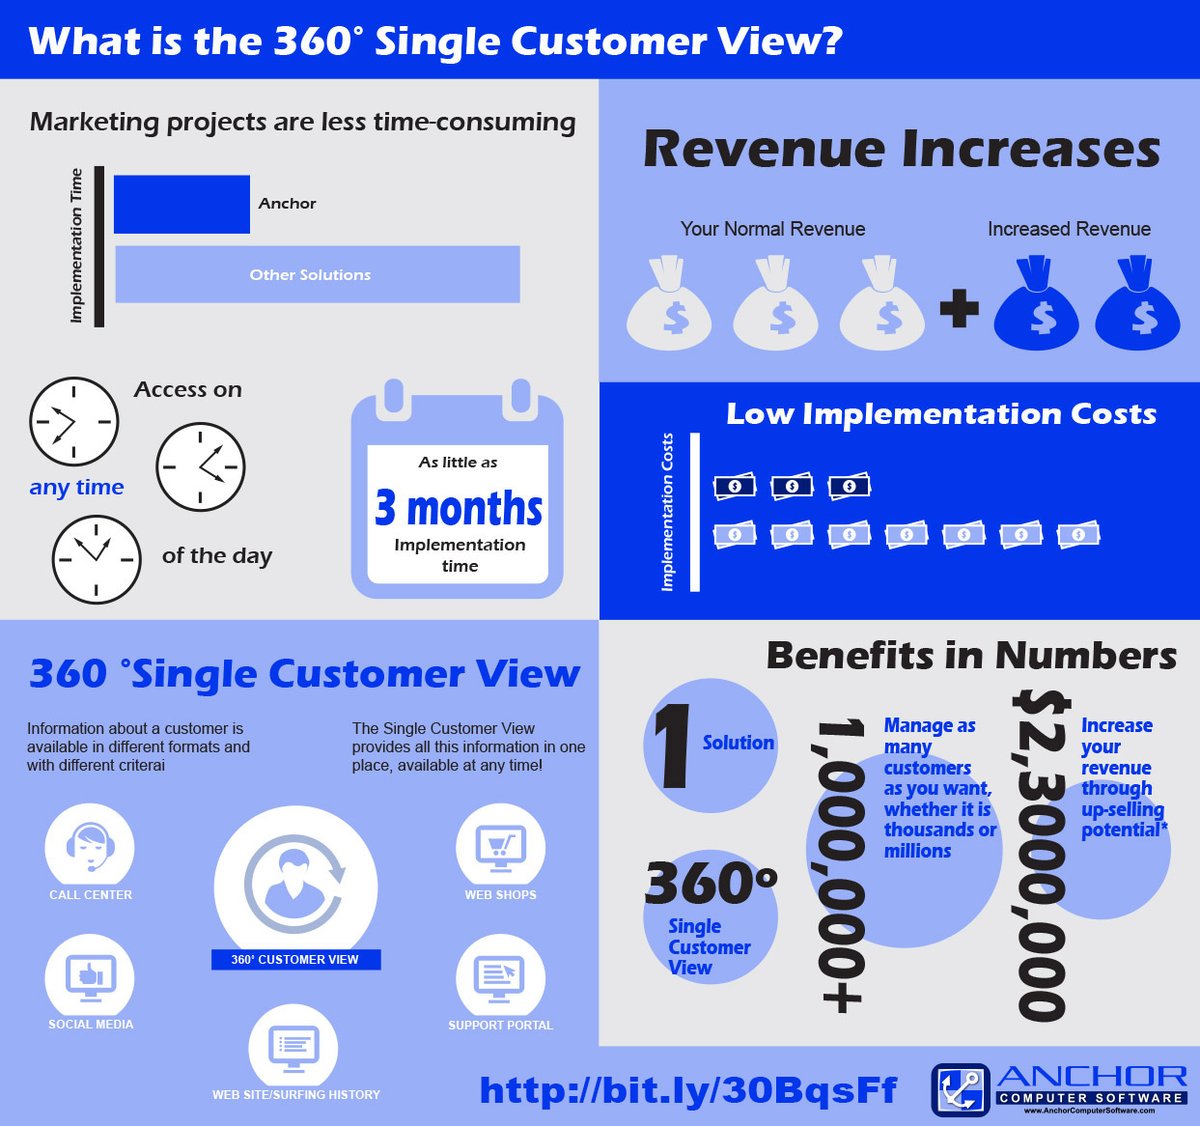 What is the 360° Single Customer View?
Marketing projects are less time-consuming
Implementation Time
Anchor
Other Solutions
Access on
any time
of the day
As little as
3 months
Implementation
time
Revenue Increases
Your Normal Revenue
Increased Revenue
$ $ $ + $ $
Low Implementation Costs
Implementation Costs
360 °Single Customer View
Information about a customer is
available in different formats and
with different criterai
The Single Customer View
provides all this information in one
place, available at any time!
CALL CENTER
WEB SHOPS
360° CUSTOMER VIEW
SOCIAL MEDIA
SUPPORT PORTAL
WEB SITE/SURFING HISTORY
Benefits in Numbers
1
Solution
360°
Single
Customer
View
1,000,000+
Manage as
many
customers
as you want,
whether it is
thousands or
millions
$2,3000,000
Increase
your
revenue
through
up-selling
potential*
http://bit.ly/30BqsFf
ANCHOR
COMPUTER SOFTWARE
www.AnchorComputerSoftware.com